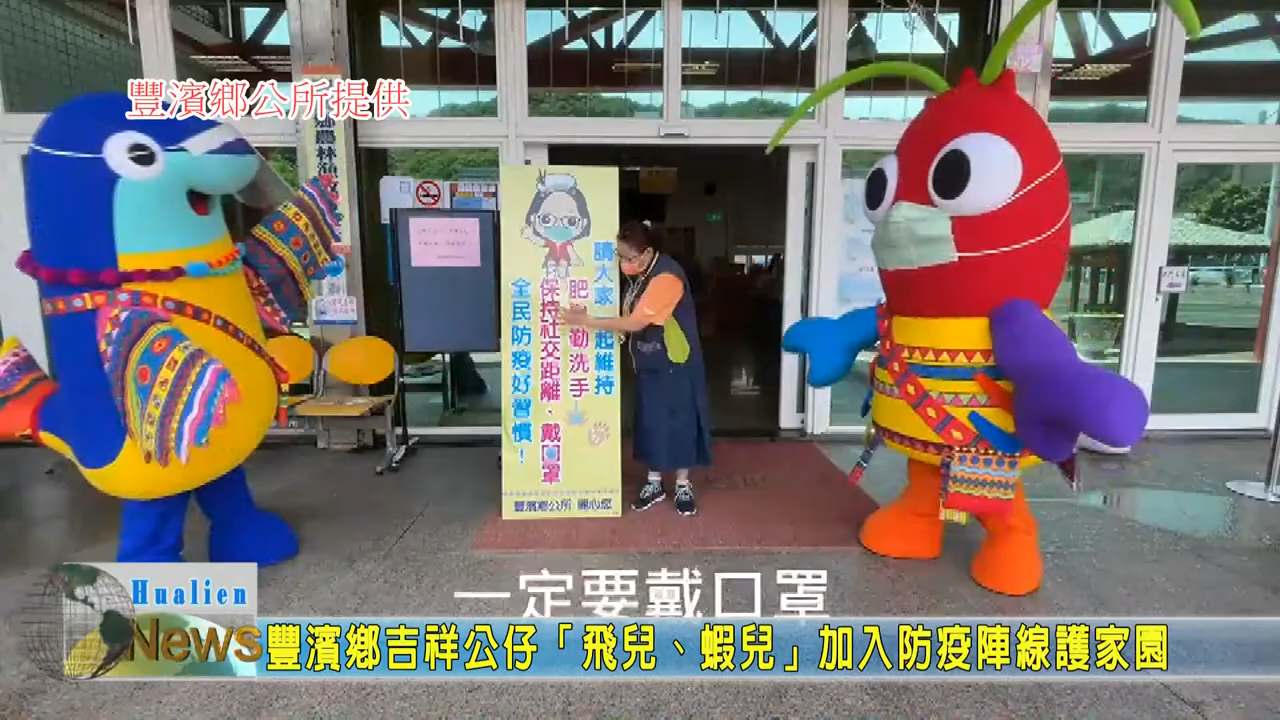 豐濱鄉公所提供
請大家一起維持
肥皂勤洗手
保持社交距離、戴口罩
全民防疫好習慣！
豐濱鄉公所 關心您
一定要戴口罩
Hualien
News
豐濱鄉吉祥公仔「飛兒、蝦兒」加入防疫陣線護家園